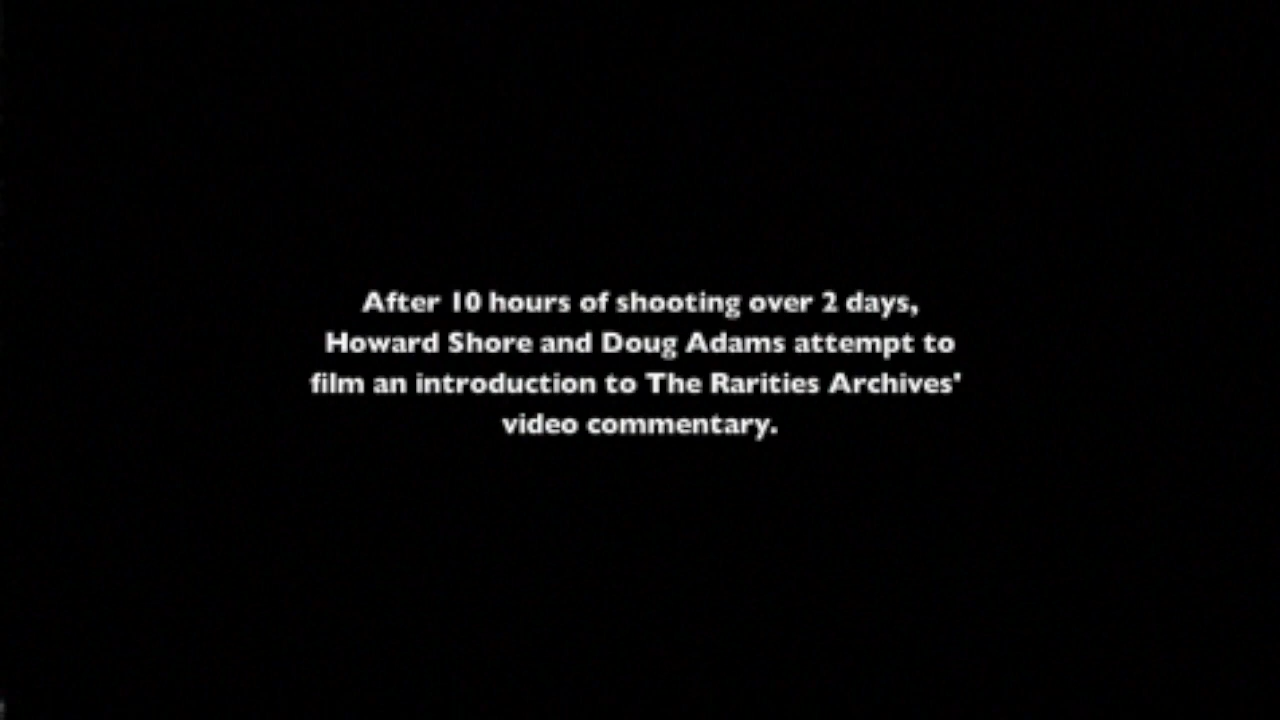 After 10 hours of shooting over 2 days,
Howard Shore and Doug Adams attempt to
film an introduction to The Rarities Archives'
video commentary.